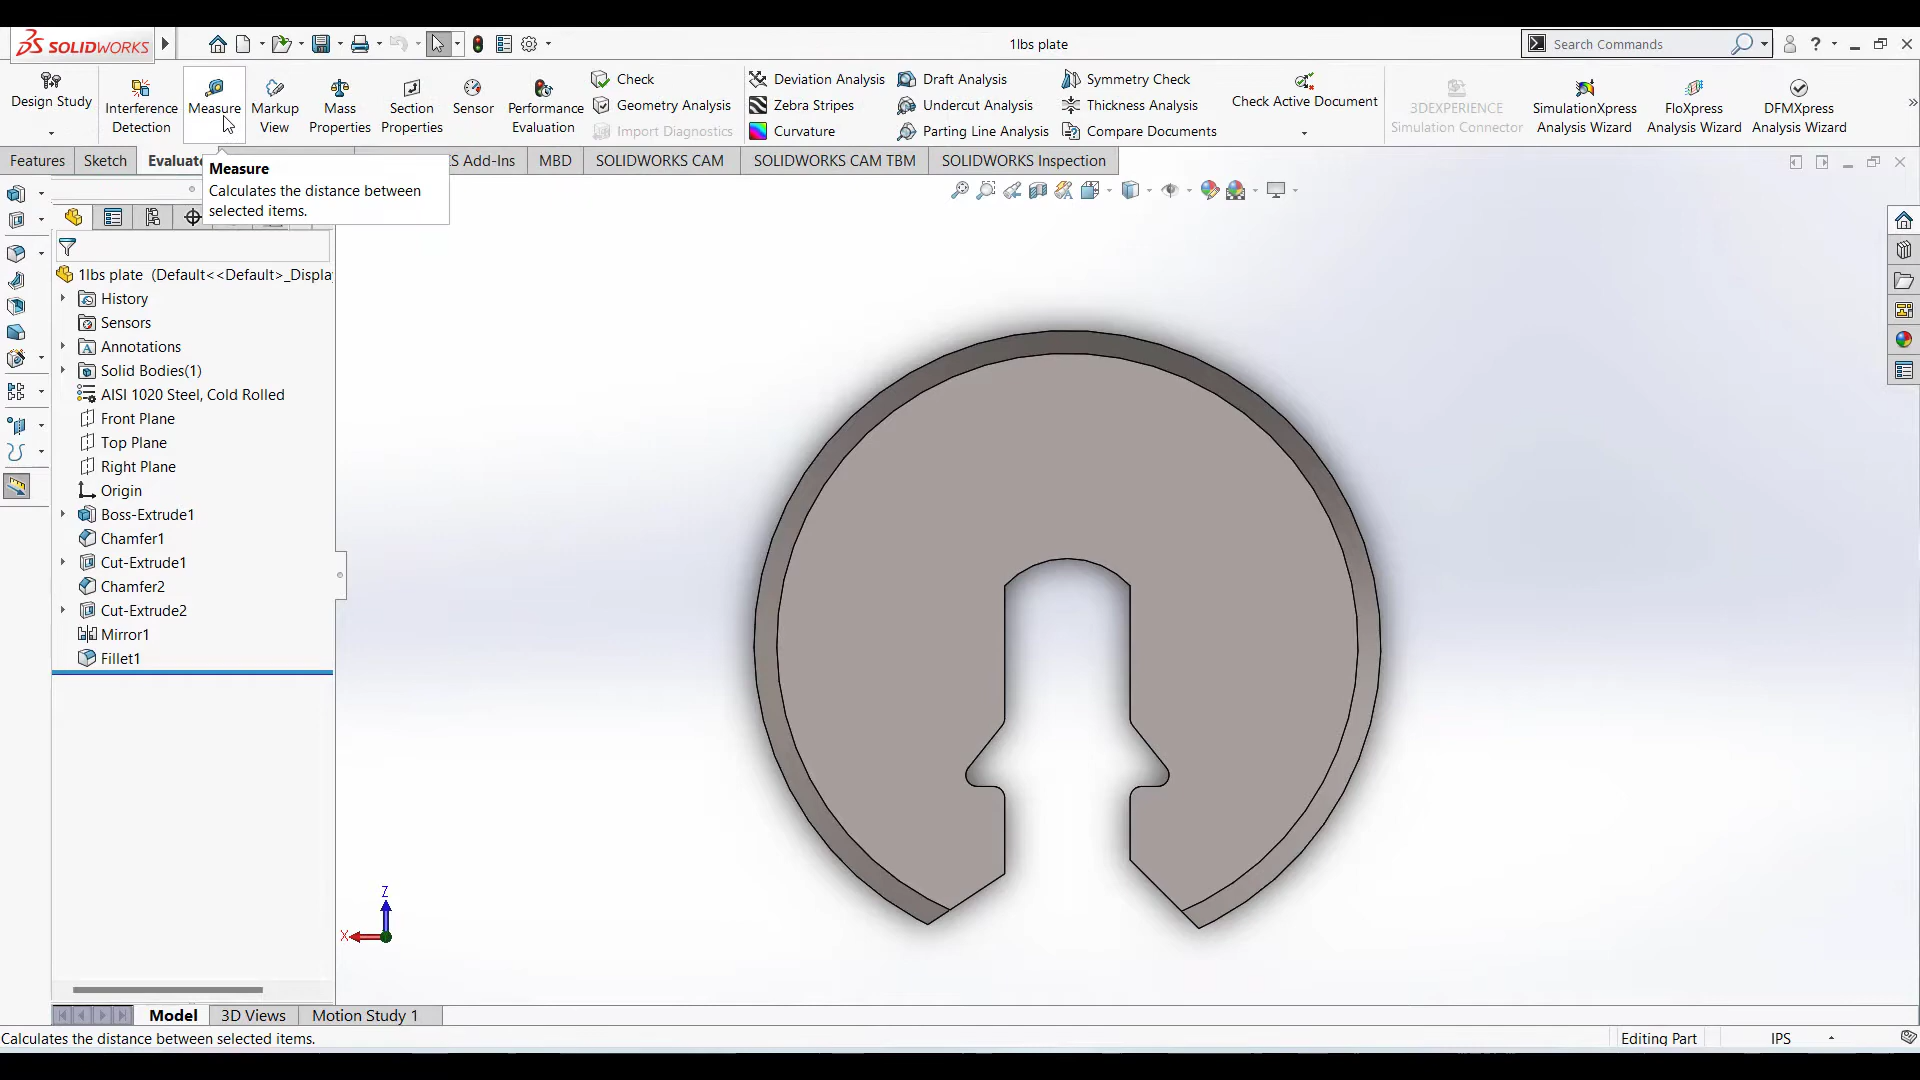 SOLIDWORKS
1lbs plate
Search Commands
?
Design Study
Interference
Detection
Measure
Markup
View
Mass
Properties
Section
Properties
Sensor
Performance
Evaluation
Check
Geometry Analysis
Import Diagnostics
Deviation Analysis
Zebra Stripes
Curvature
Draft Analysis
Undercut Analysis
Parting Line Analysis
Symmetry Check
Thickness Analysis
Compare Documents
Check Active Document
3DEXPERIENCE
Simulation Connector
SimulationXpress
Analysis Wizard
FloXpress
Analysis Wizard
DFMXpress
Analysis Wizard
Features
Sketch
Evaluate
S Add-Ins
MBD
SOLIDWORKS CAM
SOLIDWORKS CAM TBM
SOLIDWORKS Inspection
Measure
Calculates the distance between
selected items.
1lbs plate (Default<<Default>_Displa
History
Sensors
Annotations
Solid Bodies(1)
AISI 1020 Steel, Cold Rolled
Front Plane
Top Plane
Right Plane
Origin
Boss-Extrude1
Chamfer1
Cut-Extrude1
Chamfer2
Cut-Extrude2
Mirror1
Fillet1
Z
X
Model
3D Views
Motion Study 1
Calculates the distance between selected items.
Editing Part
IPS